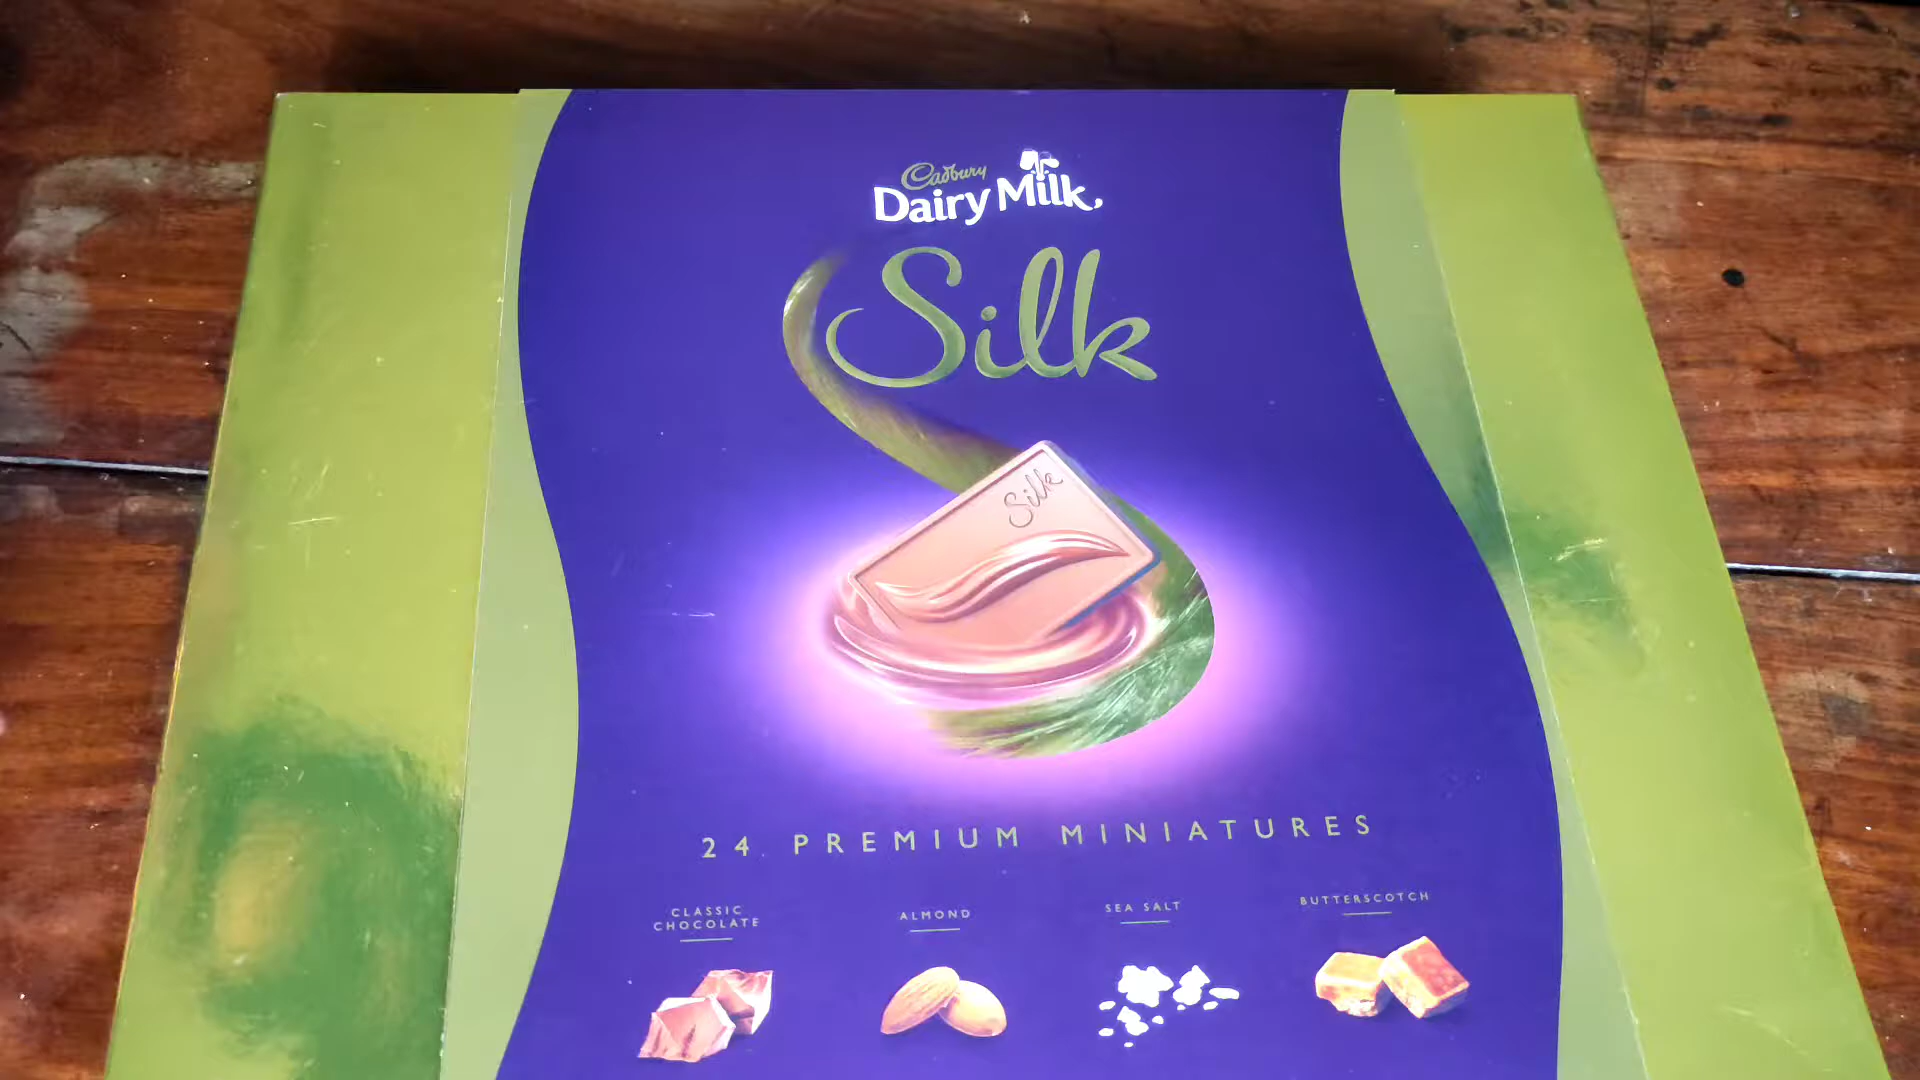 Cadbury
Dairy Milk
Silk
Silk
24 PREMIUM MINIATURES
CLASSIC
CHOCOLATE
ALMOND
SEA SALT
BUTTERSCOTCH